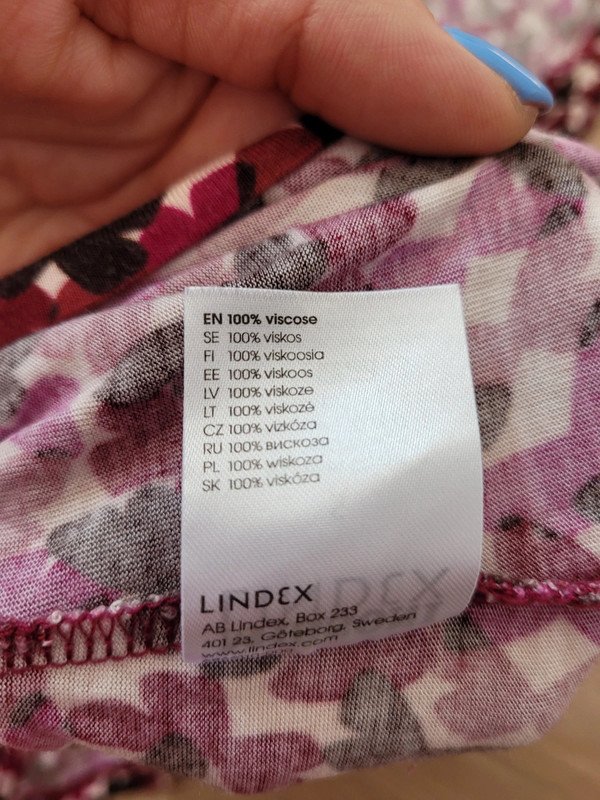 EN 100% viscose
SE 100% viskos
FI 100% viskoosia
EE 100% viskoos
LV 100% viskoze
LT 100% viskozė
CZ 100% vizkóza
RU 100% вискоза
PL 100% wiskoza
SK 100% viskóza
LINDEX
AB Lindex, Box 233
401 23, Göteborg, Sweden
www.lindex.com